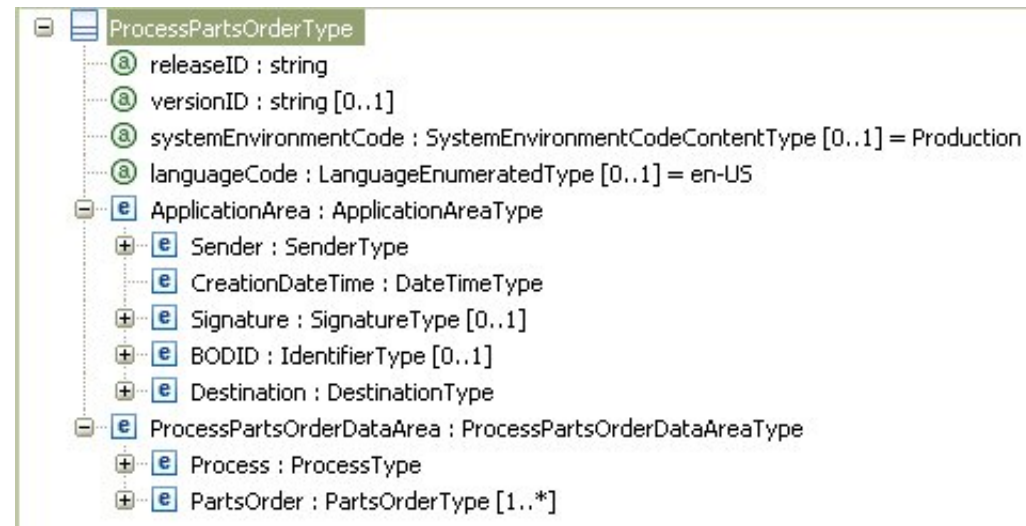 ProcessPartsOrderType
a releaseID : string
a versionID : string [0..1]
a systemEnvironmentCode : SystemEnvironmentCodeContentType [0..1] = Production
a languageCode : LanguageEnumeratedType [0..1] = en-US
e ApplicationArea : ApplicationAreaType
e Sender : SenderType
e CreationDateTime : DateTimeType
e Signature : SignatureType [0..1]
e BODID : IdentifierType [0..1]
e Destination : DestinationType
e ProcessPartsOrderDataArea : ProcessPartsOrderDataAreaType
e Process : ProcessType
e PartsOrder : PartsOrderType [1..*]